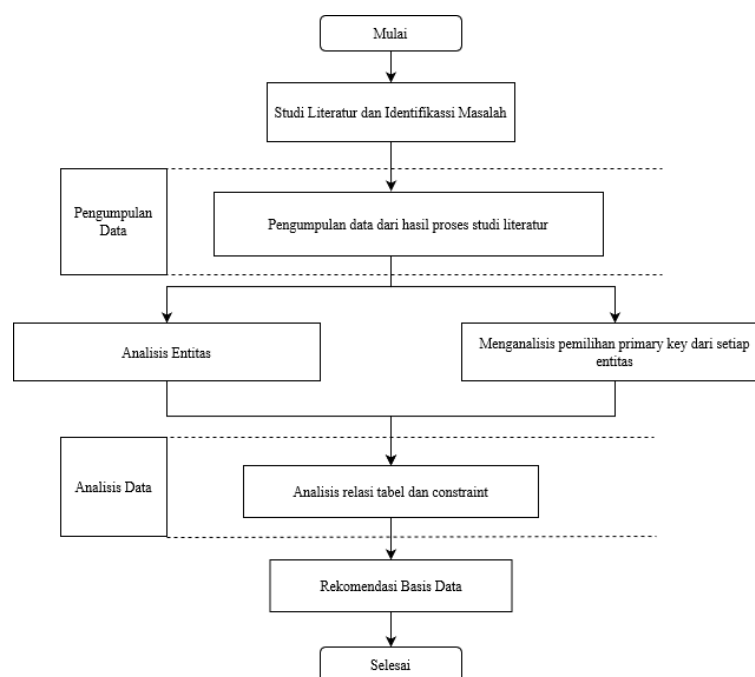 Mulai
Studi Literatur dan Identifikassi Masalah
Pengumpulan
Data
Pengumpulan data dari hasil proses studi literatur
Analisis Entitas
Menganalisis pemilihan primary key dari setiap
entitas
Analisis Data
Analisis relasi tabel dan constraint
Rekomendasi Basis Data
Selesai